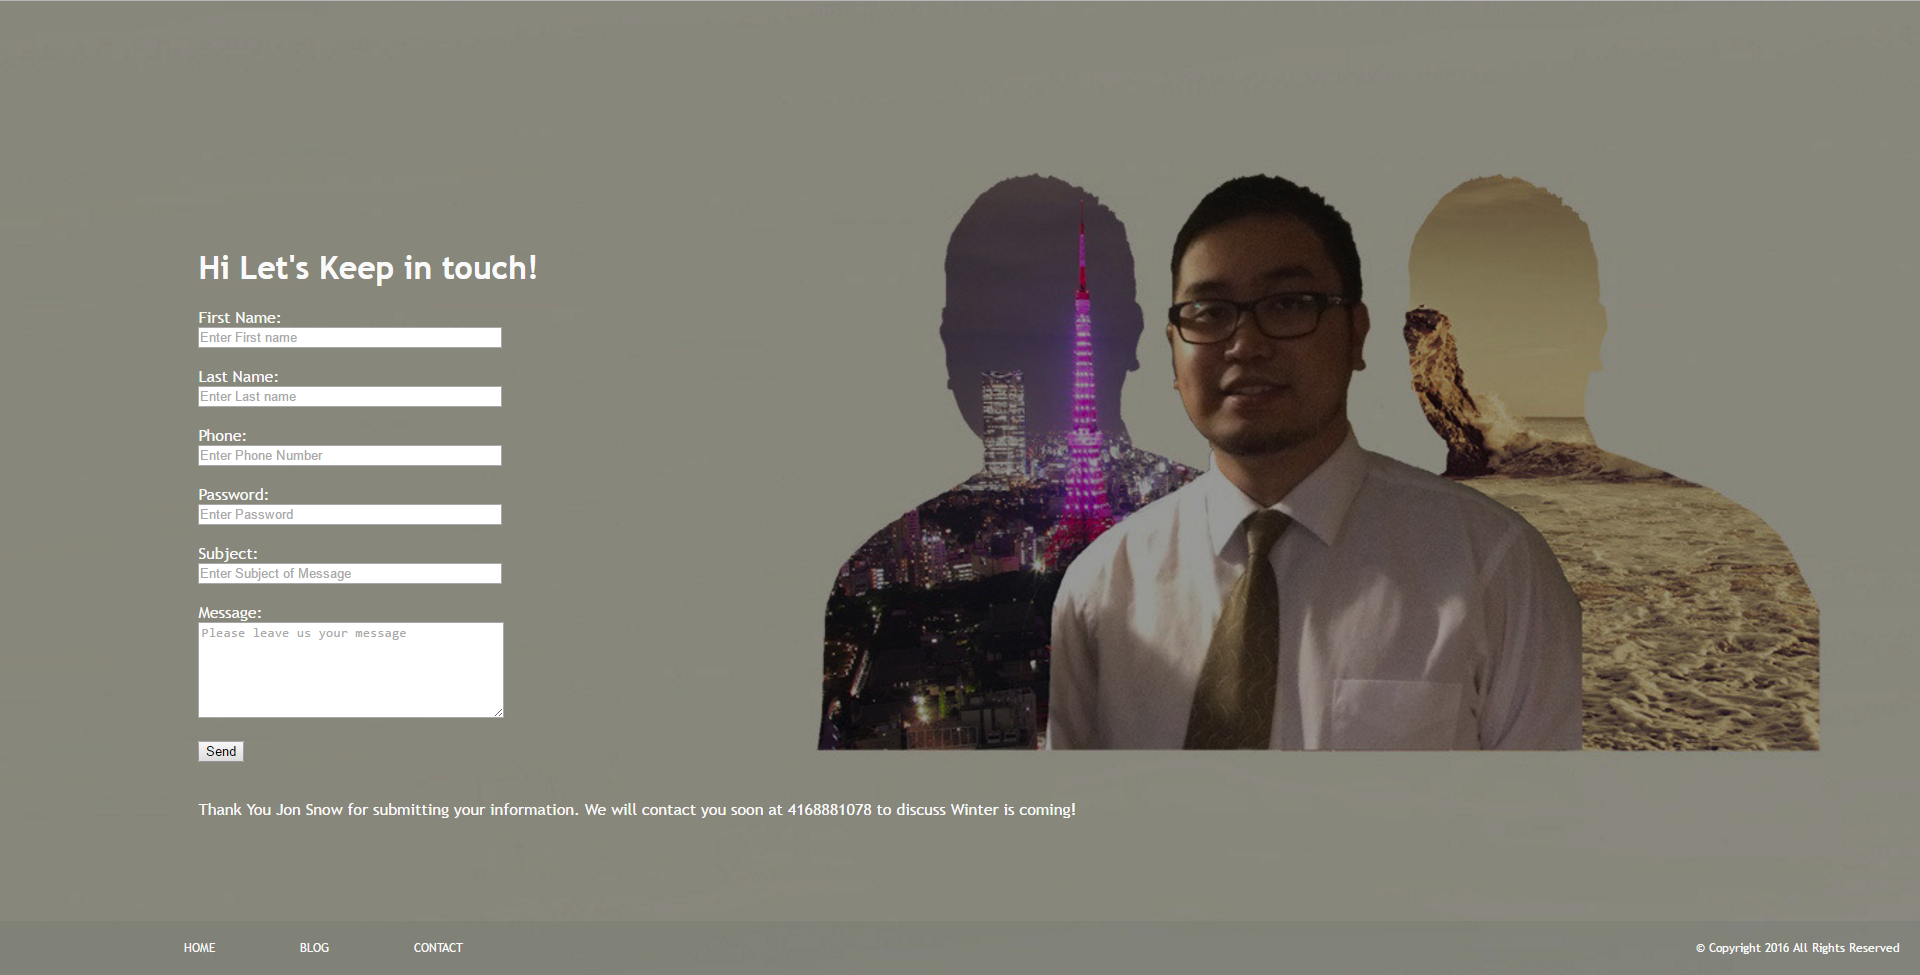 Hi Let's Keep in touch!
First Name:
Enter First name
Last Name:
Enter Last name
Phone:
Enter Phone Number
Password:
Enter Password
Subject:
Enter Subject of Message
Message:
Please leave us your message
Send
Thank You Jon Snow for submitting your information. We will contact you soon at 4168881078 to discuss Winter is coming!
HOME BLOG CONTACT © Copyright 2016 All Rights Reserved